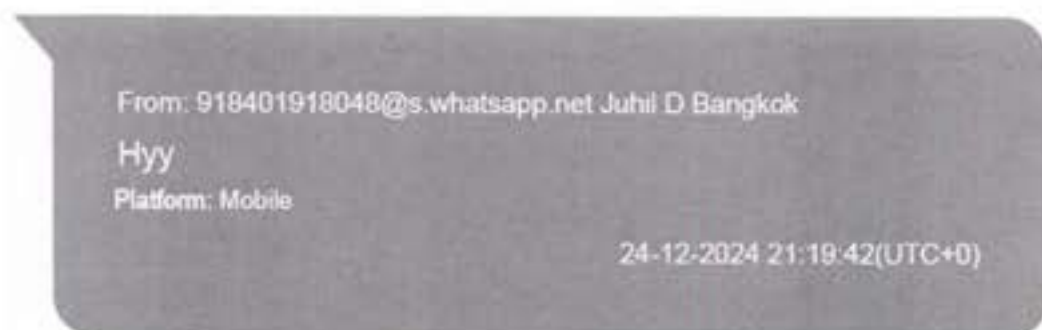 From: 918401918048@s.whatsapp.net Juhil D Bangkok
Hyy
Platform: Mobile
24-12-2024 21:19:42(UTC+0)